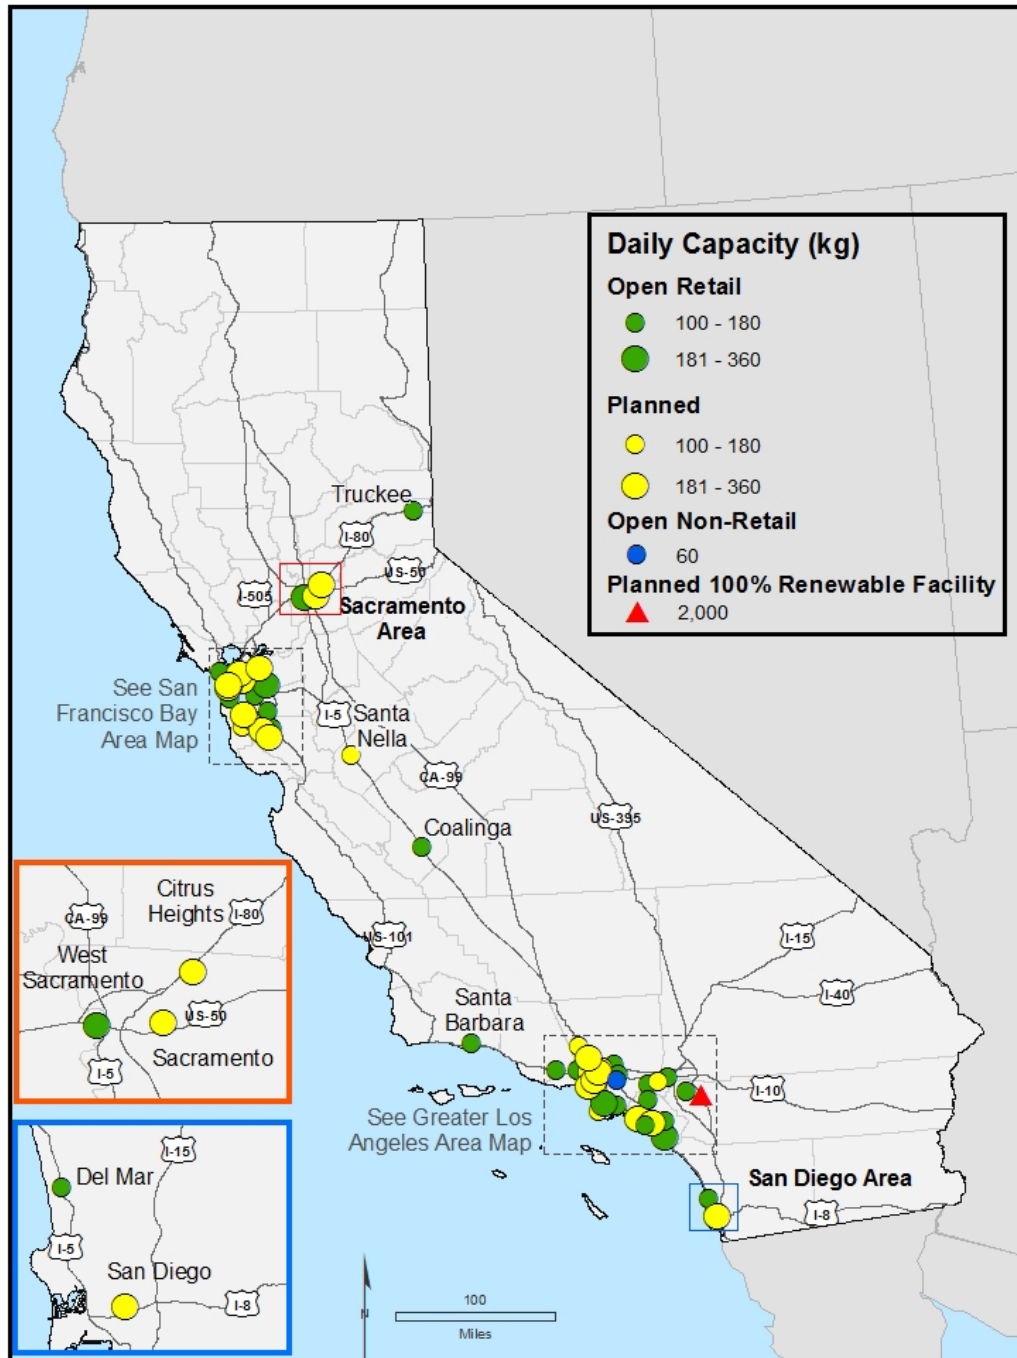 Daily Capacity (kg)
Open Retail
100 - 180
181 - 360
Planned
100 - 180
181 - 360
Open Non-Retail
60
Planned 100% Renewable Facility
2,000
Truckee
I-80
US-50
I-505
Sacramento
Area
See San
Francisco Bay
Area Map
I-5
Santa
Nella
CA-99
US-395
Coalinga
US-101
I-15
I-40
Santa
Barbara
I-10
See Greater Los
Angeles Area Map
San Diego Area
I-8
Citrus
Heights
CA-99
I-80
West
Sacramento
US-50
Sacramento
I-5
I-15
Del Mar
I-5
San Diego
I-8
N
100
Miles